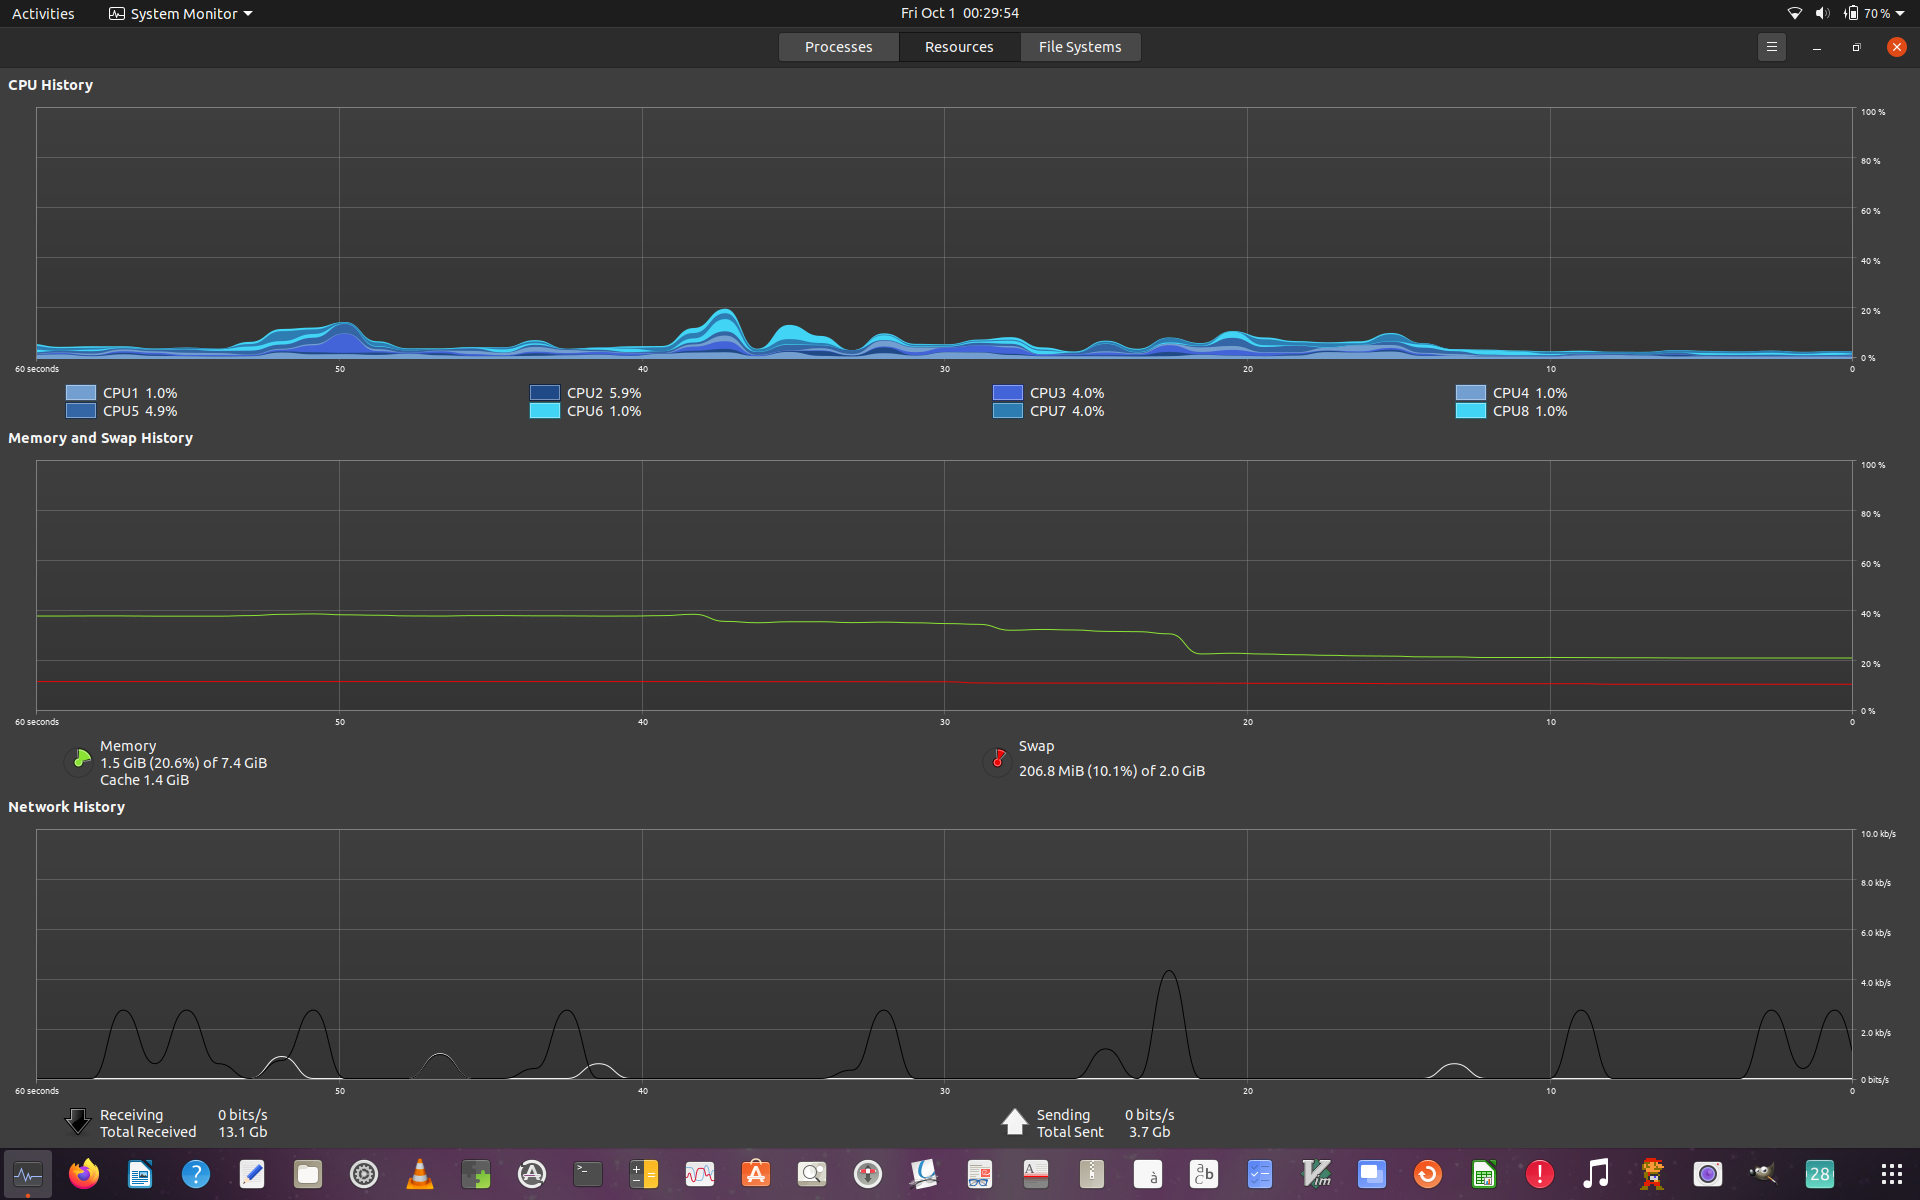 Activities System Monitor Fri Oct 1 00:29:54 70 %
Processes Resources File Systems
CPU History
100 %
80 %
60 %
40 %
20 %
0 %
60 seconds 50 40 30 20 10 0
CPU1 1.0% CPU2 5.9% CPU3 4.0% CPU4 1.0%
CPU5 4.9% CPU6 1.0% CPU7 4.0% CPU8 1.0%
Memory and Swap History
100 %
80 %
60 %
40 %
20 %
0 %
60 seconds 50 40 30 20 10 0
Memory Swap
1.5 GiB (20.6%) of 7.4 GiB 206.8 MiB (10.1%) of 2.0 GiB
Cache 1.4 GiB
Network History
10.0 kb/s
8.0 kb/s
6.0 kb/s
4.0 kb/s
2.0 kb/s
0 bits/s
60 seconds 50 40 30 20 10 0
Receiving 0 bits/s Sending 0 bits/s
Total Received 13.1 Gb Total Sent 3.7 Gb
28